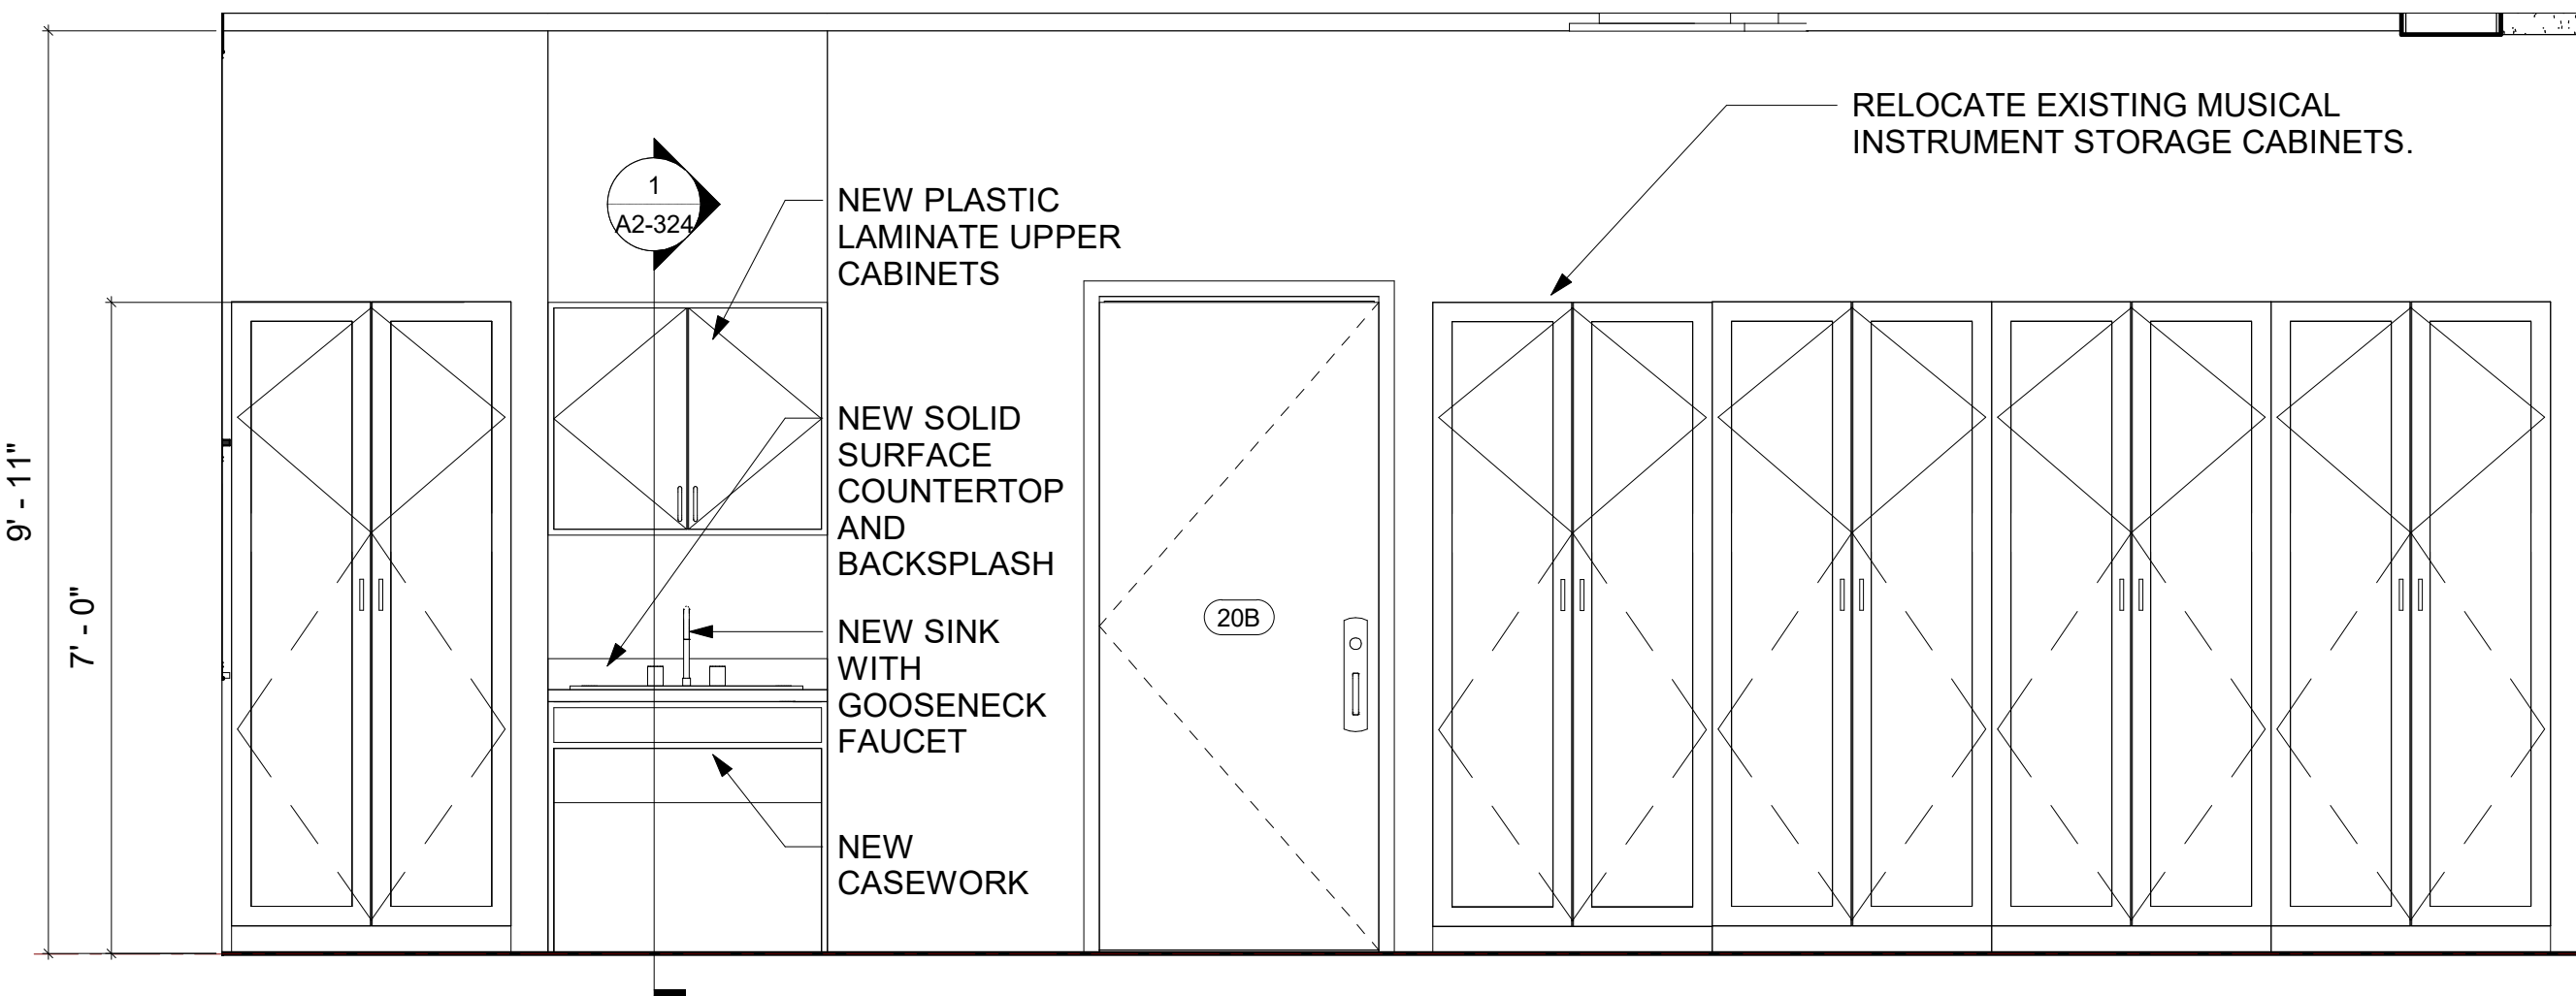 RELOCATE EXISTING MUSICAL
INSTRUMENT STORAGE CABINETS.
1
A2-324
NEW PLASTIC
LAMINATE UPPER
CABINETS
NEW SOLID
SURFACE
COUNTERTOP
AND
BACKSPLASH
9' - 11"
7' - 0"
20B
NEW SINK
WITH
GOOSENECK
FAUCET
NEW
CASEWORK